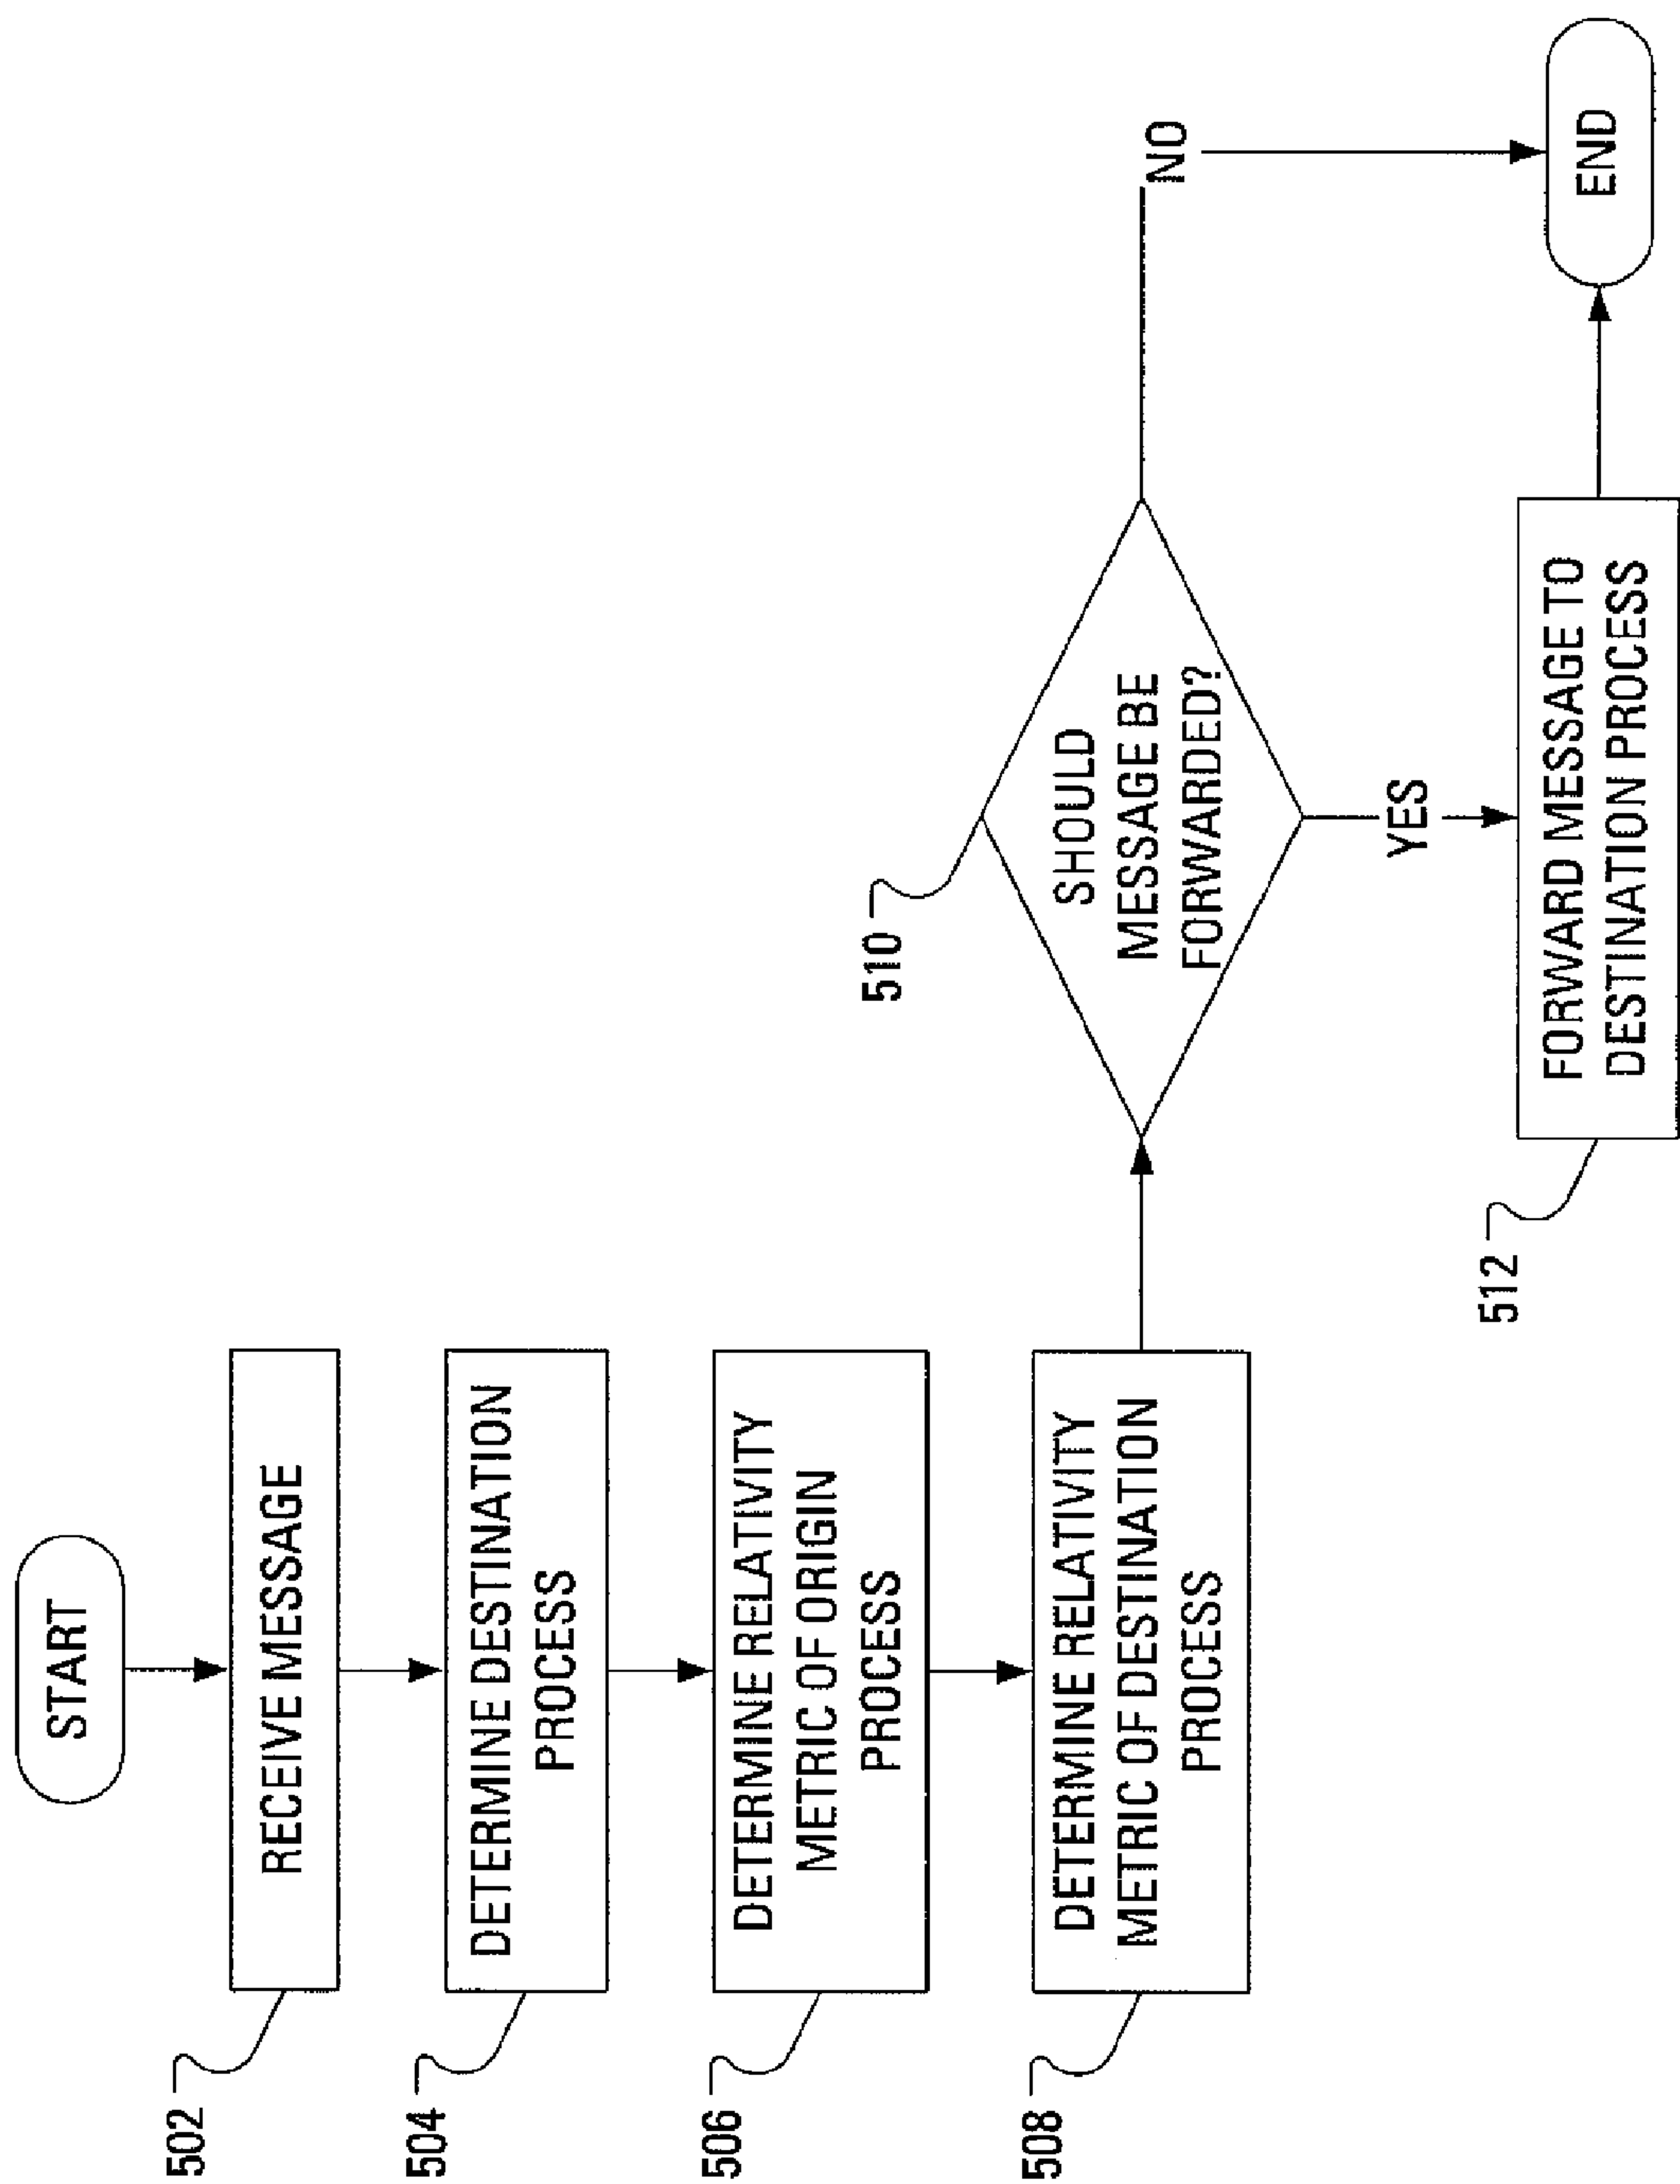 START
502
RECEIVE MESSAGE
504
DETERMINE DESTINATION
PROCESS
506
DETERMINE RELATIVITY
METRIC OF ORIGIN
PROCESS
508
DETERMINE RELATIVITY
METRIC OF DESTINATION
PROCESS
510
SHOULD
MESSAGE BE
FORWARDED?
NO
YES
512
FORWARD MESSAGE TO
DESTINATION PROCESS
END